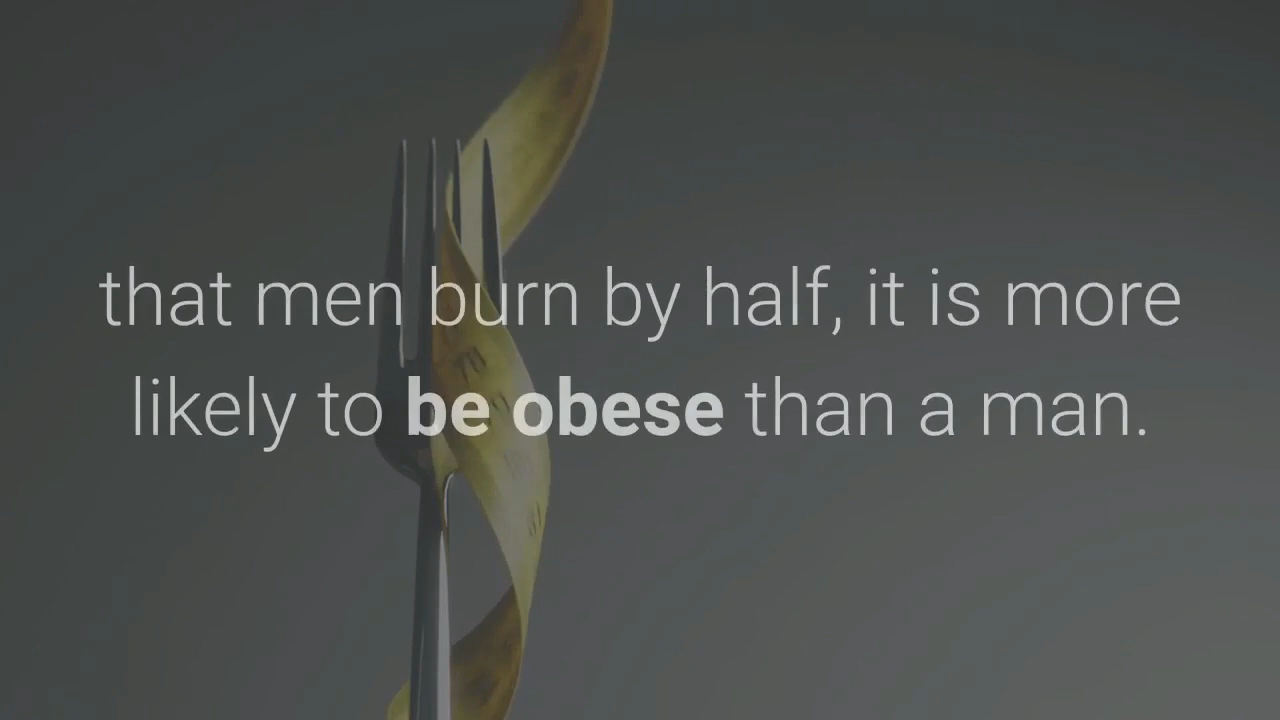 that men burn by half, it is more
likely to be obese than a man.